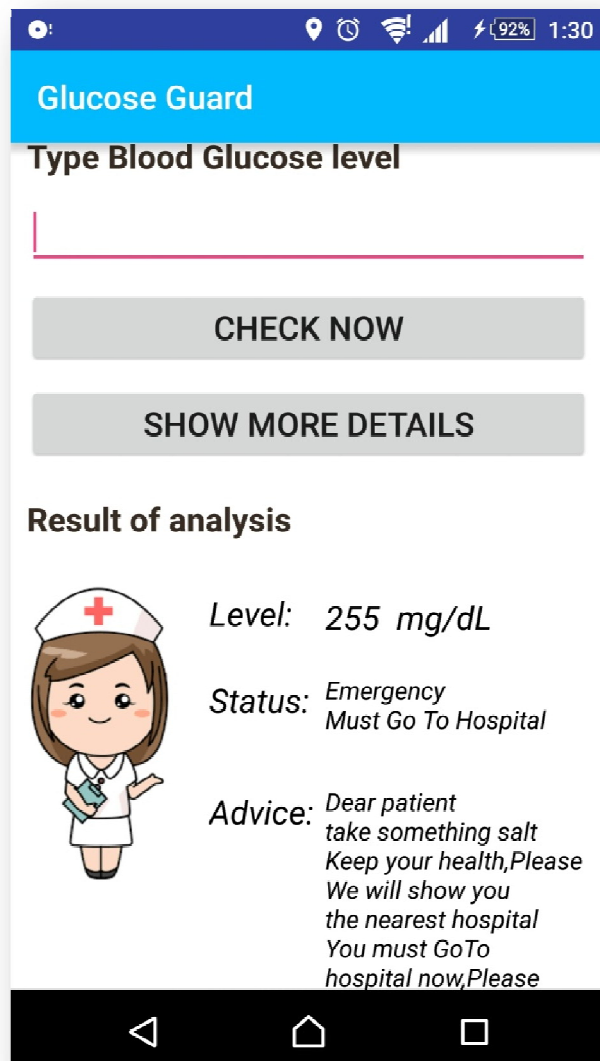 92% 1:30
Glucose Guard
Type Blood Glucose level
CHECK NOW
SHOW MORE DETAILS
Result of analysis
Level: 255 mg/dL
Status: Emergency
Must Go To Hospital
Advice: Dear patient
take something salt
Keep your health,Please
We will show you
the nearest hospital
You must GoTo
hospital now,Please